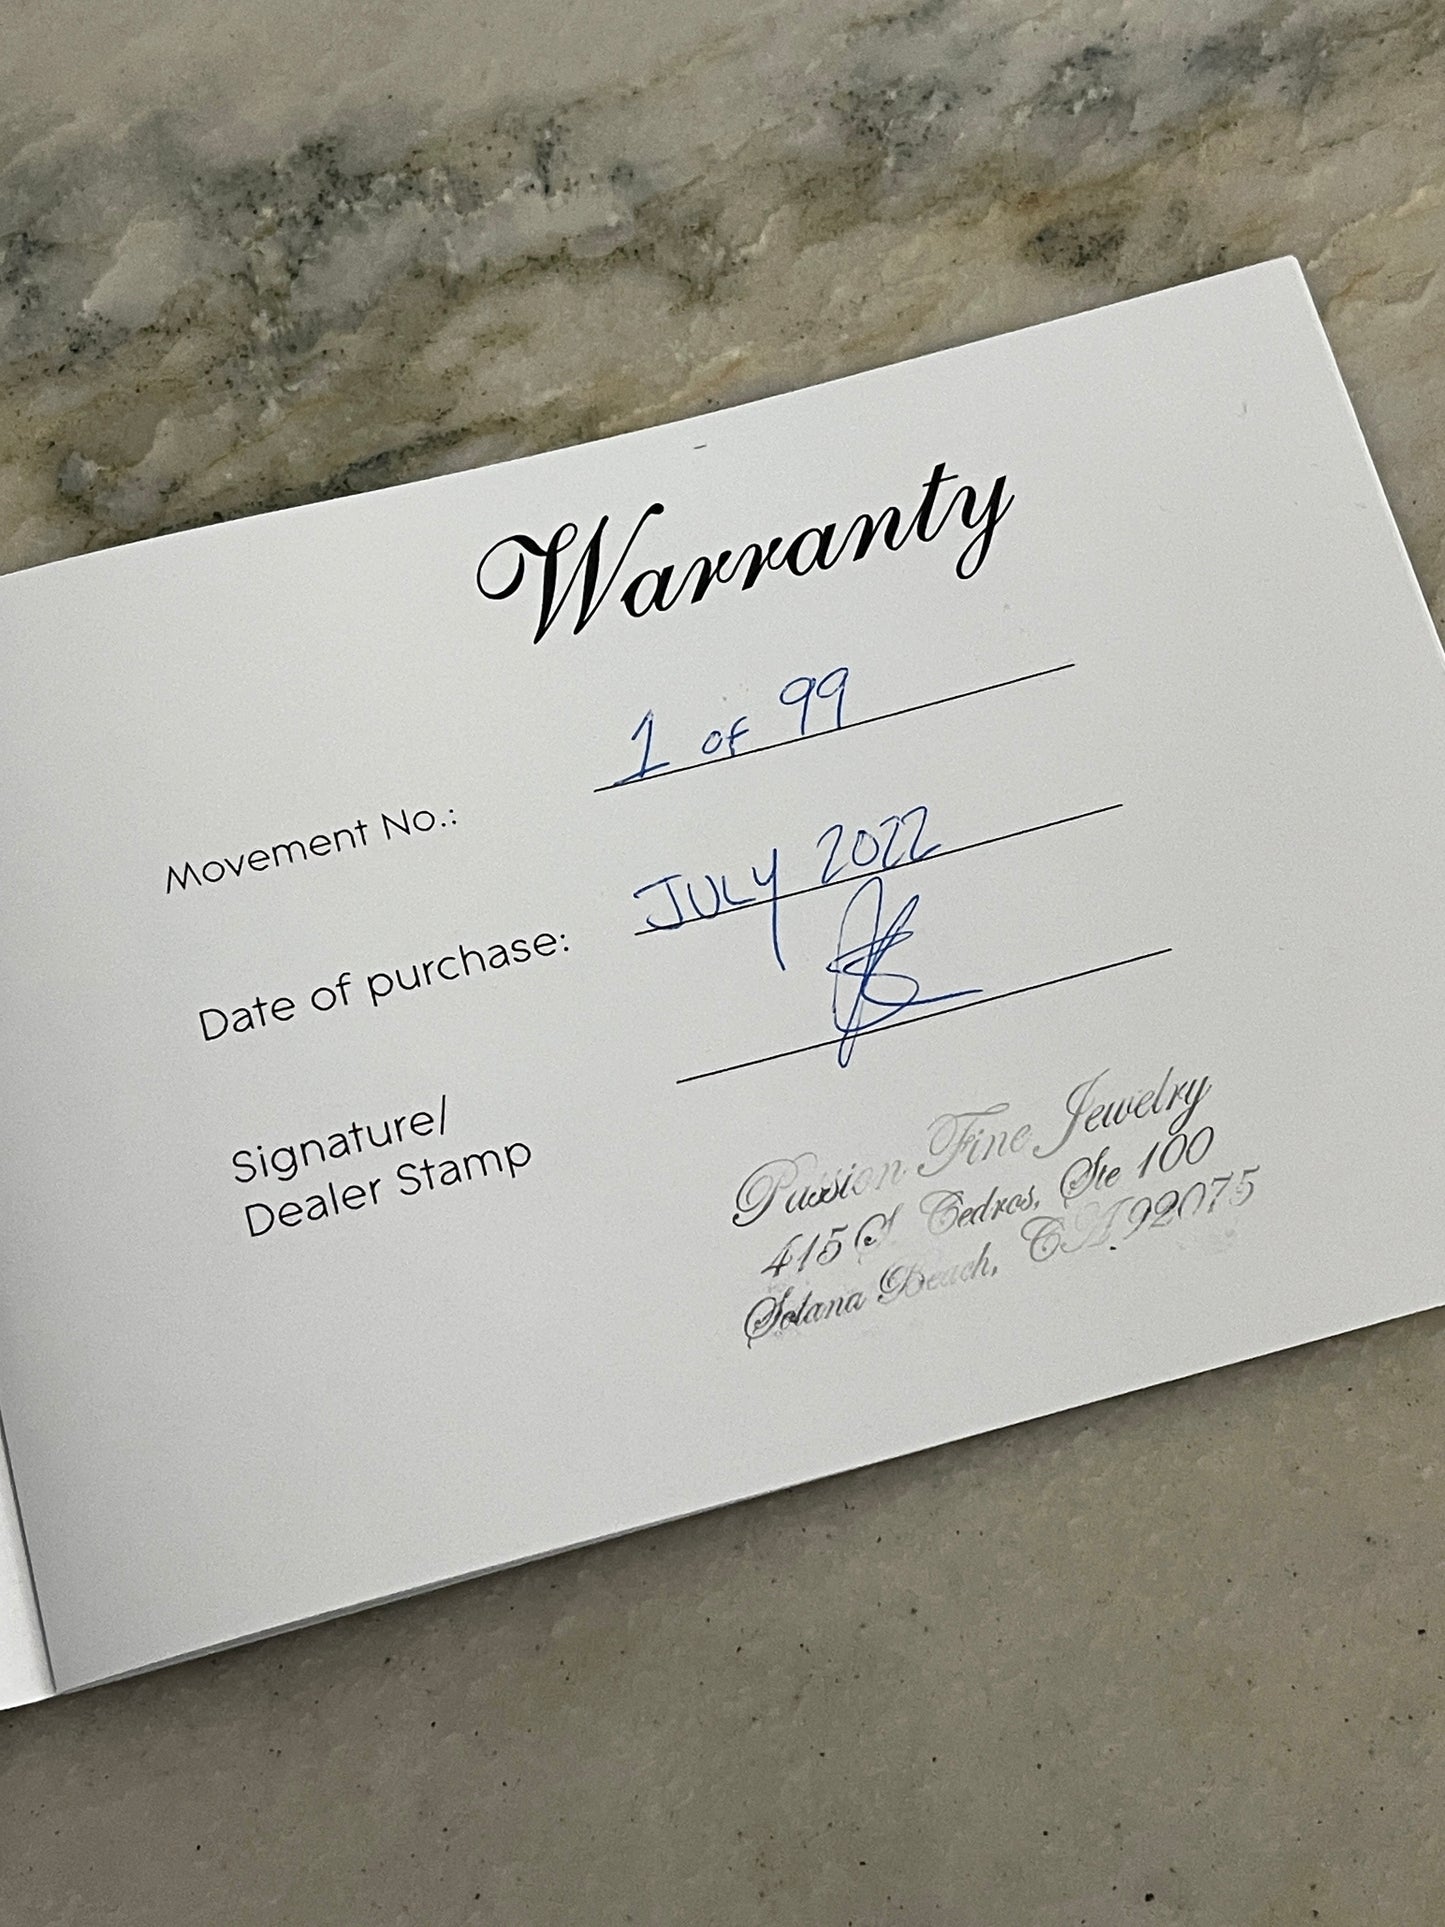 Warranty
Movement No.: 1 of 99
Date of purchase: JULY 2022
Signature/
Dealer Stamp
Passion Fine Jewelry
415 S. Cedros, Ste 100
Solana Beach, CA 92075